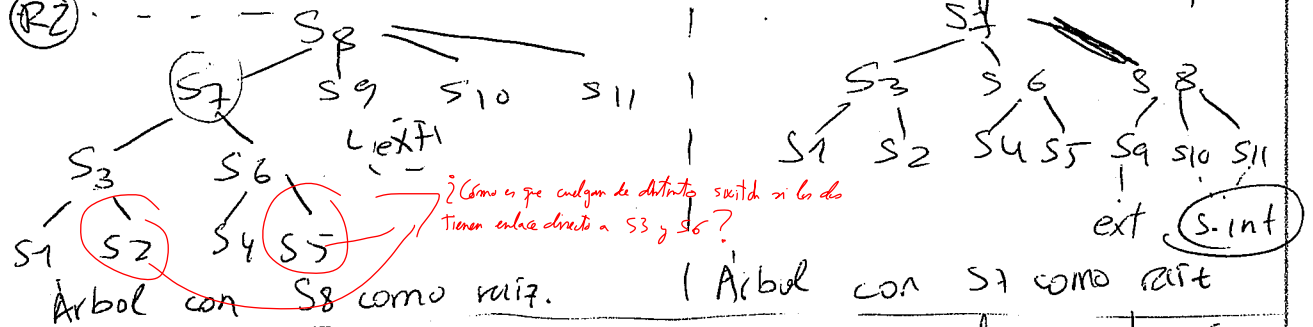 R2
S8
S7 S9 S10 S11
ext
S3 S6
S1 S2 S4 S5
¿Cómo es que cuelgan de distinto switch si los dos
tienen enlace directo a S3 y S6?
Árbol con S8 como raíz.
S7
S3 S6 S8
S1 S2 S4 S5 S9 S10 S11
ext S.int
Árbol con S7 como raíz